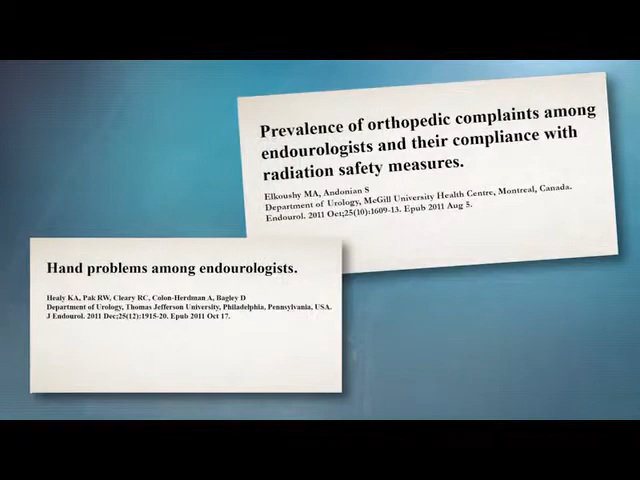 Prevalence of orthopedic complaints among
endourologists and their compliance with
radiation safety measures.
Elkoushy MA, Andonian S
Department of Urology, McGill University Health Centre, Montreal, Canada.
Endourol. 2011 Oct;25(10):1609-13. Epub 2011 Aug 5.
Hand problems among endourologists.
Healy KA, Pak RW, Cleary RC, Colon-Herdman A, Bagley D
Department of Urology, Thomas Jefferson University, Philadelphia, Pennsylvania, USA.
J Endourol. 2011 Dec;25(12):1915-20. Epub 2011 Oct 17.